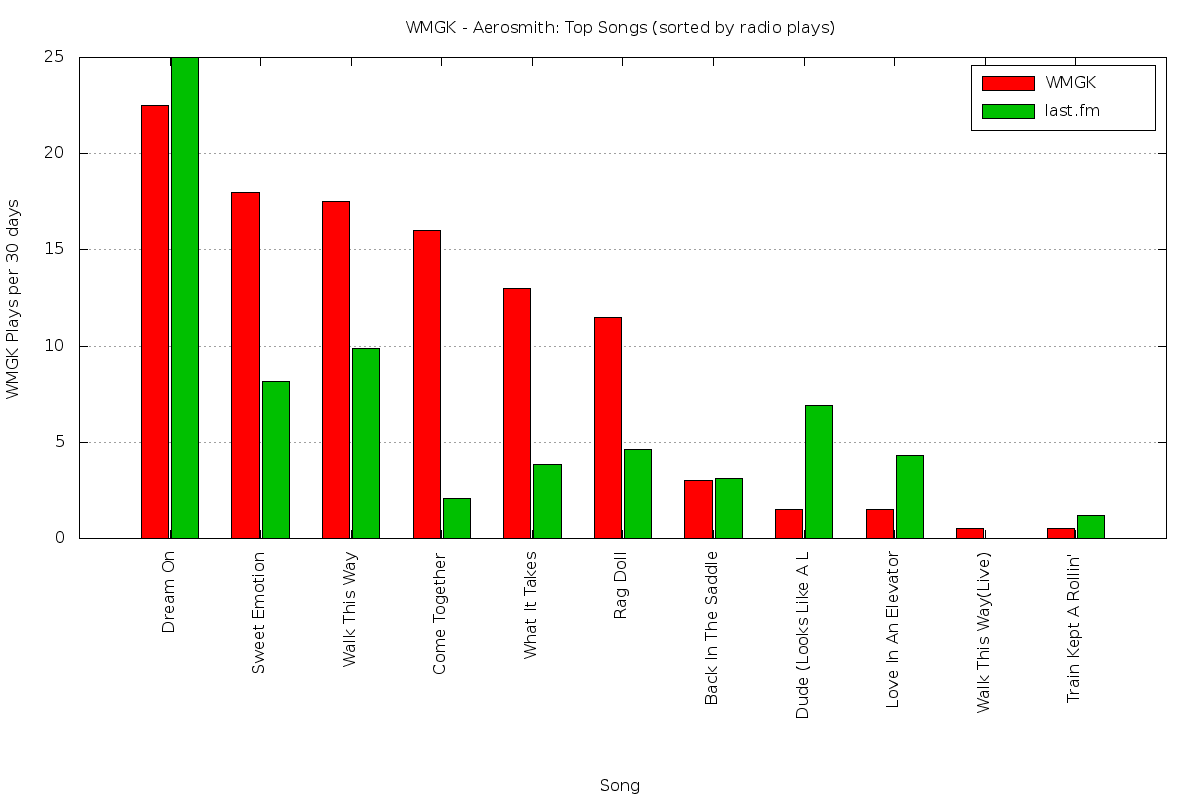 WMGK - Aerosmith: Top Songs (sorted by radio plays)
WMGK
last.fm
WMGK Plays per 30 days
25
20
15
10
5
0
Dream On
Sweet Emotion
Walk This Way
Come Together
What It Takes
Rag Doll
Back In The Saddle
Dude (Looks Like A L
Love In An Elevator
Walk This Way(Live)
Train Kept A Rollin'
Song